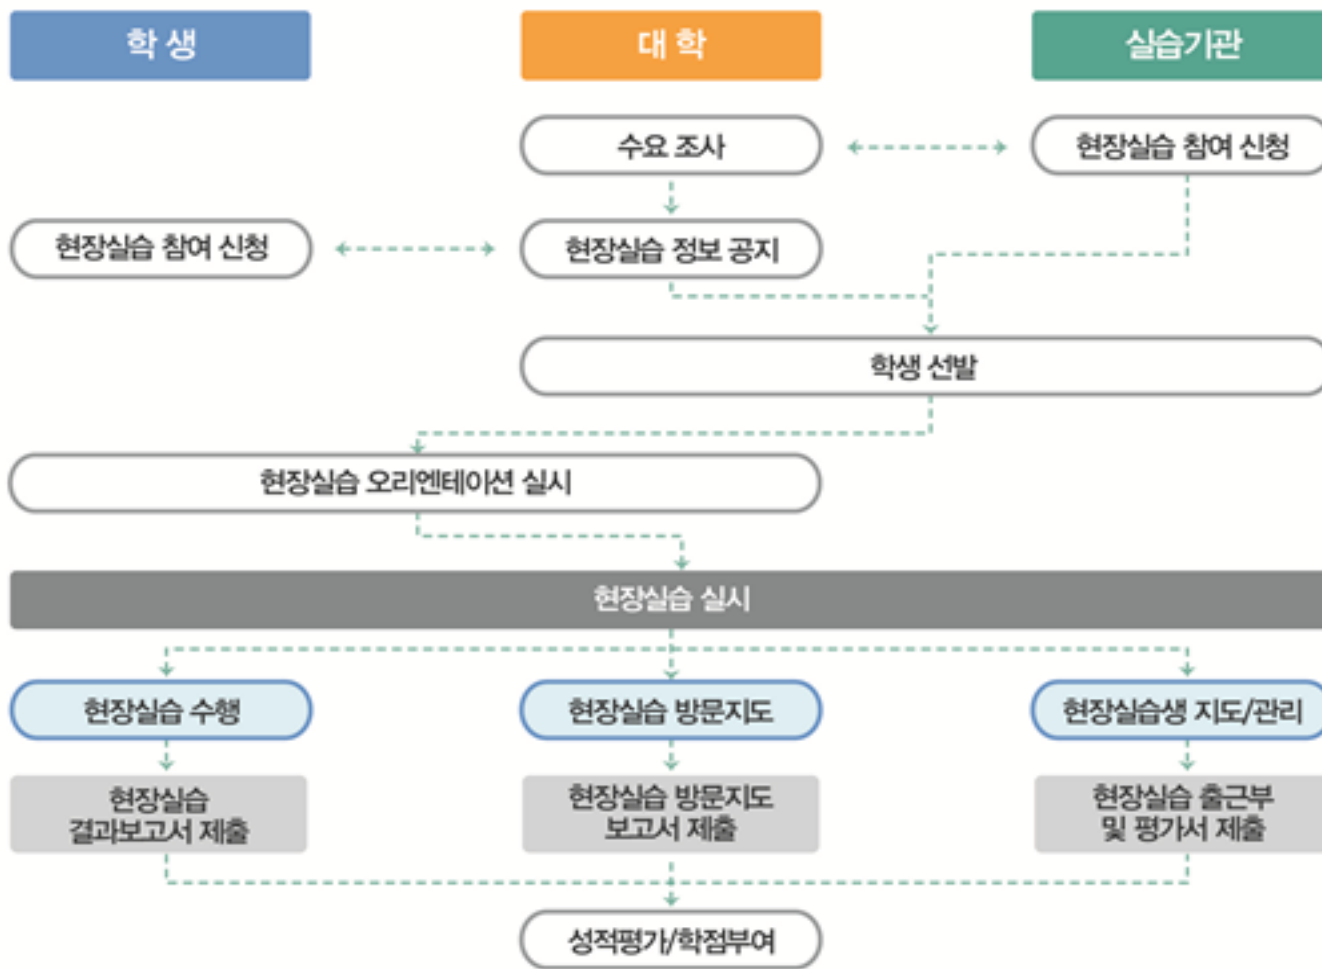 학 생
대 학
실습기관
수요 조사
현장실습 참여 신청
현장실습 참여 신청
현장실습 정보 공지
학생 선발
현장실습 오리엔테이션 실시
현장실습 실시
현장실습 수행
현장실습 방문지도
현장실습생 지도/관리
현장실습
결과보고서 제출
현장실습 방문지도
보고서 제출
현장실습 출근부
및 평가서 제출
성적평가/학점부여